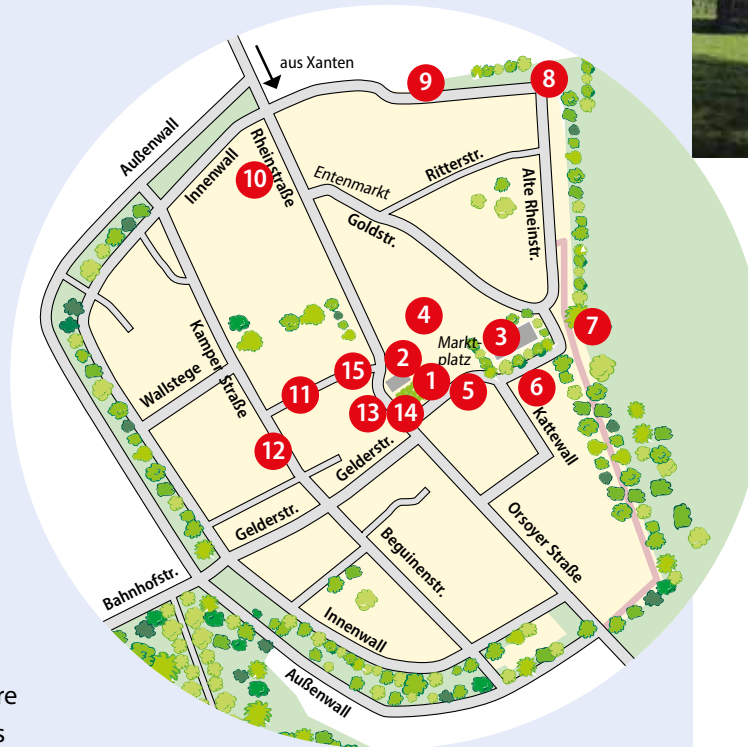 aus Xanten
9
8
Außenwall
Innenwall
Rheinstraße
10
Entenmarkt
Ritterstr.
Alte Rheinstr.
Goldstr.
4
7
3
Markt-
platz
2
15
1
5
6
Kamper Straße
Wallstege
11
13
14
Kattewall
12
Gelderstr.
Gelderstr.
Orsoyer Straße
Beguinenstr.
Bahnhofstr.
Innenwall
Außenwall
re
s